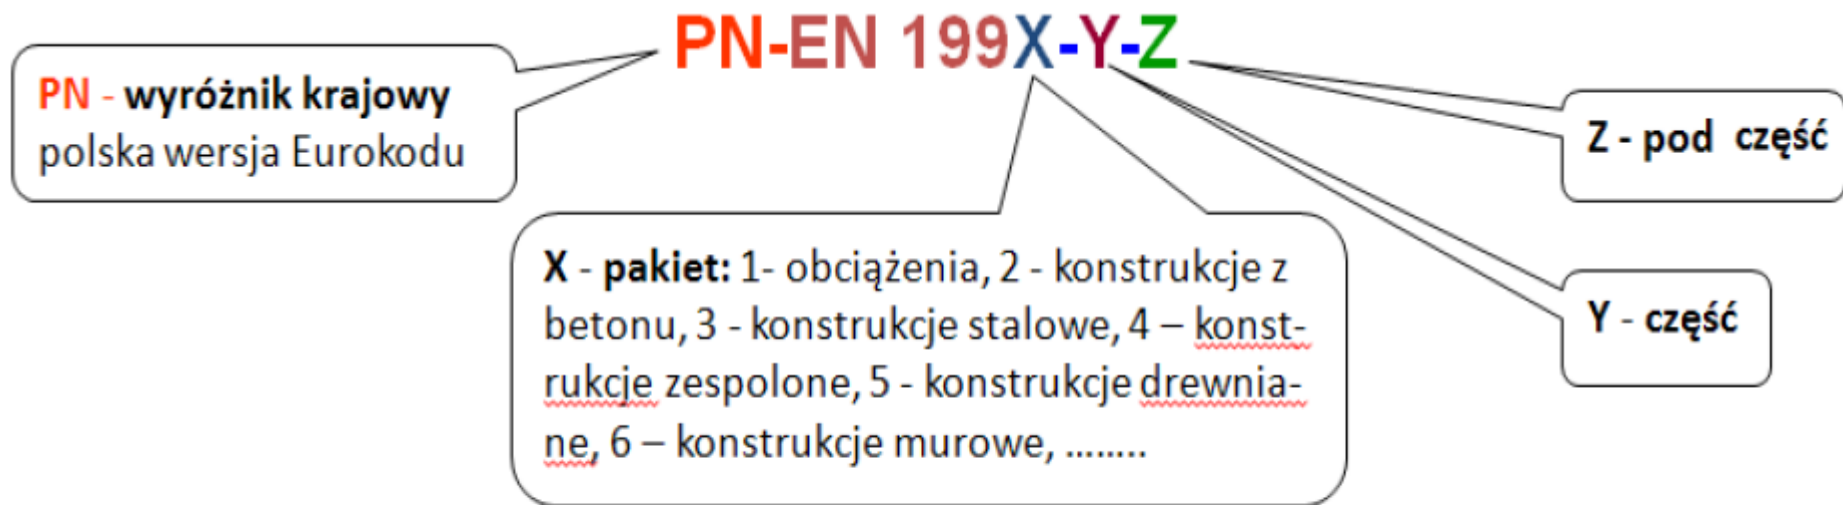 PN-EN 199X-Y-Z
PN - wyróżnik krajowy
polska wersja Eurokodu
Z - pod część
X - pakiet: 1- obciążenia, 2 - konstrukcje z
betonu, 3 - konstrukcje stalowe, 4 – konst-
rukcje zespolone, 5 - konstrukcje drewnia-
ne, 6 – konstrukcje murowe, ........
Y - część